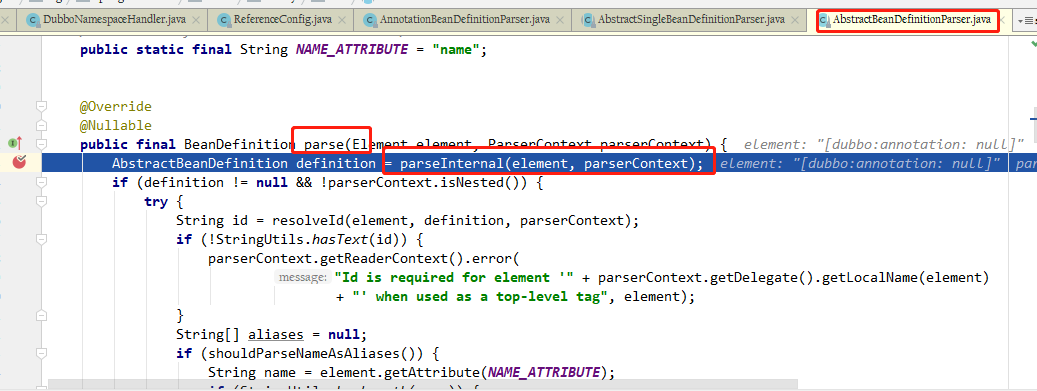 DubboNamespaceHandler.java ReferenceConfig.java AnnotationBeanDefinitionParser.java AbstractSingleBeanDefinitionParser.java AbstractBeanDefinitionParser.java
public static final String NAME_ATTRIBUTE = "name";
@Override
@Nullable
public final BeanDefinition parse(Element element, ParserContext parserContext) { element: "[dubbo:annotation: null]"
AbstractBeanDefinition definition = parseInternal(element, parserContext); element: "[dubbo:annotation: null]" par
if (definition != null && !parserContext.isNested()) {
try {
String id = resolveId(element, definition, parserContext);
if (!StringUtils.hasText(id)) {
parserContext.getReaderContext().error(
message: "Id is required for element '" + parserContext.getDelegate().getLocalName(element)
+ "' when used as a top-level tag", element);
}
String[] aliases = null;
if (shouldParseNameAsAliases()) {
String name = element.getAttribute(NAME_ATTRIBUTE);